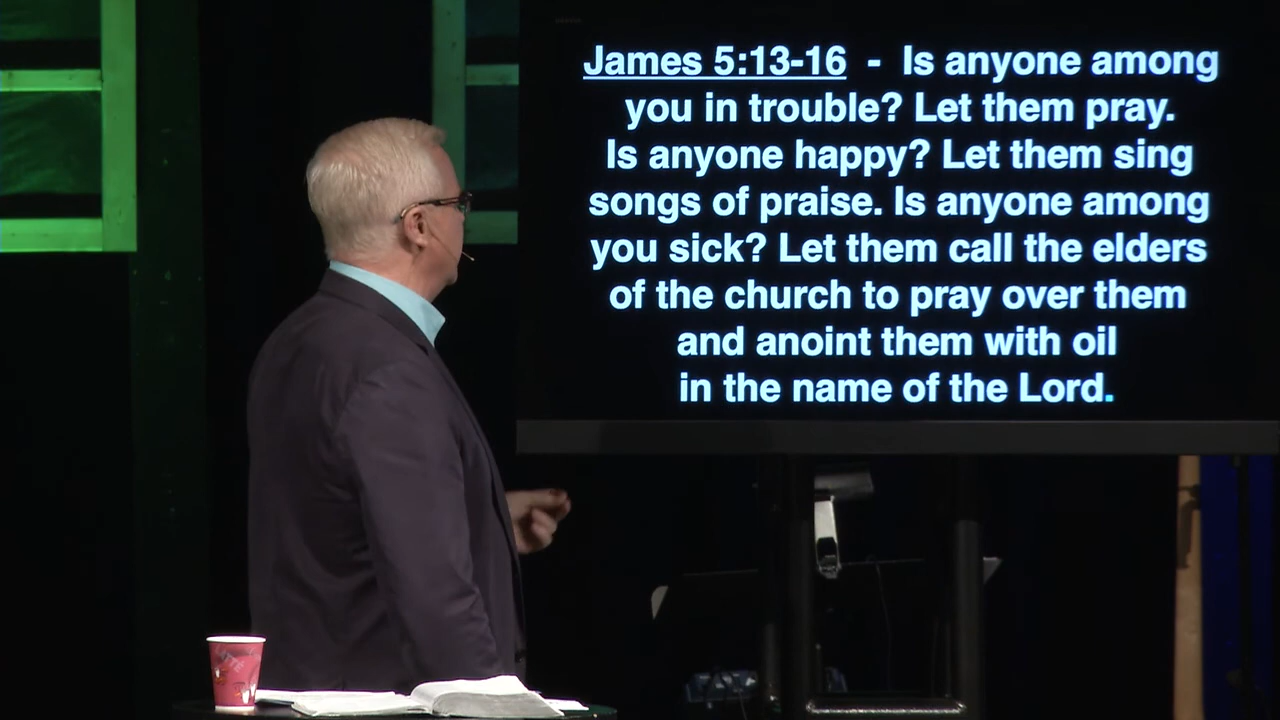 James 5:13-16 - Is anyone among
you in trouble? Let them pray.
Is anyone happy? Let them sing
songs of praise. Is anyone among
you sick? Let them call the elders
of the church to pray over them
and anoint them with oil
in the name of the Lord.